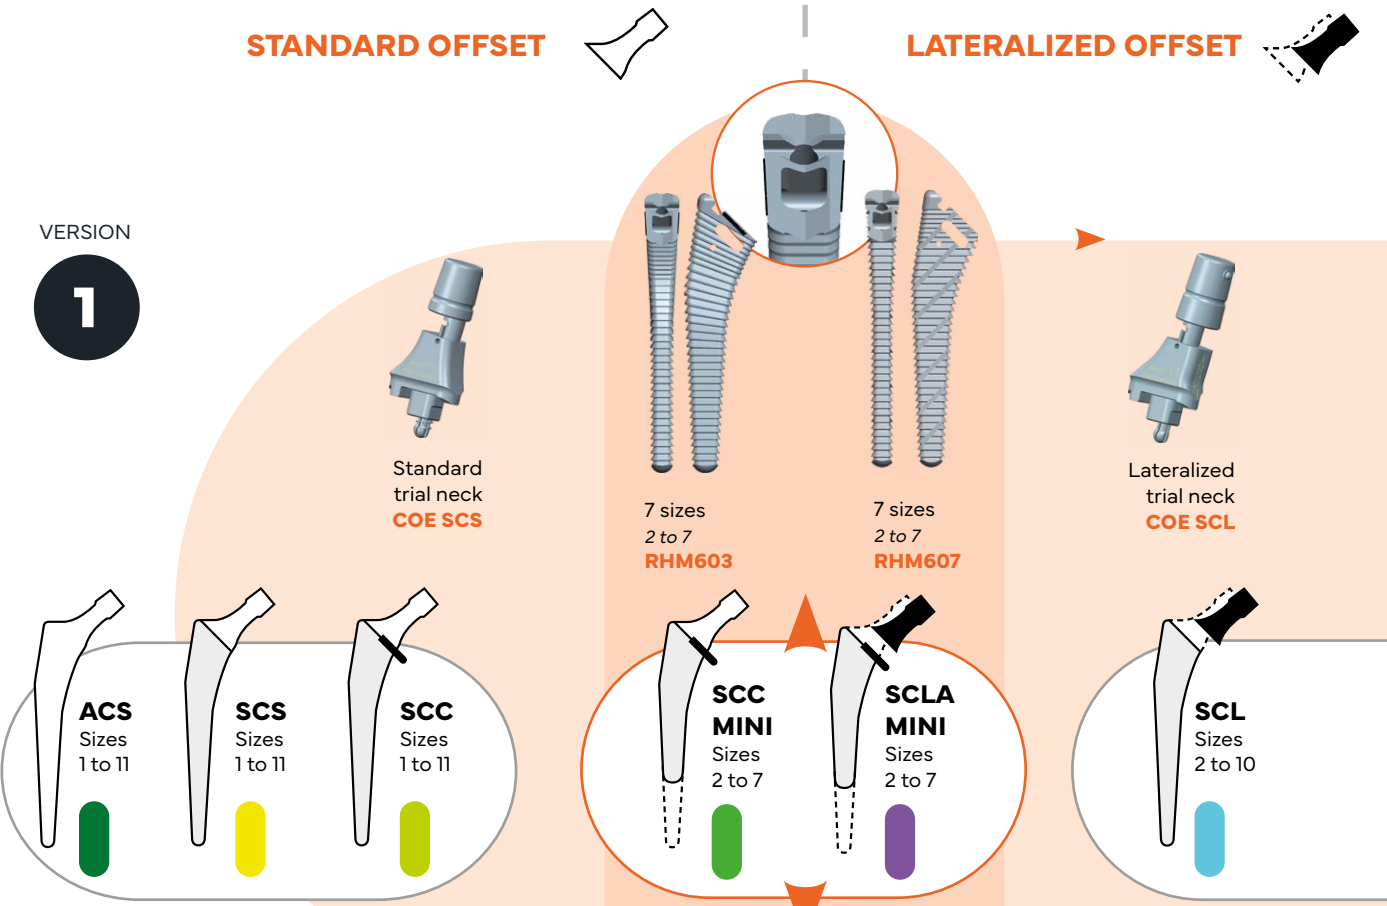 STANDARD OFFSET
LATERALIZED OFFSET
VERSION
1
Standard
trial neck
COE SCS
7 sizes
2 to 7
RHM603
7 sizes
2 to 7
RHM607
Lateralized
trial neck
COE SCL
ACS
Sizes
1 to 11
SCS
Sizes
1 to 11
SCC
Sizes
1 to 11
SCC
MINI
Sizes
2 to 7
SCLA
MINI
Sizes
2 to 7
SCL
Sizes
2 to 10